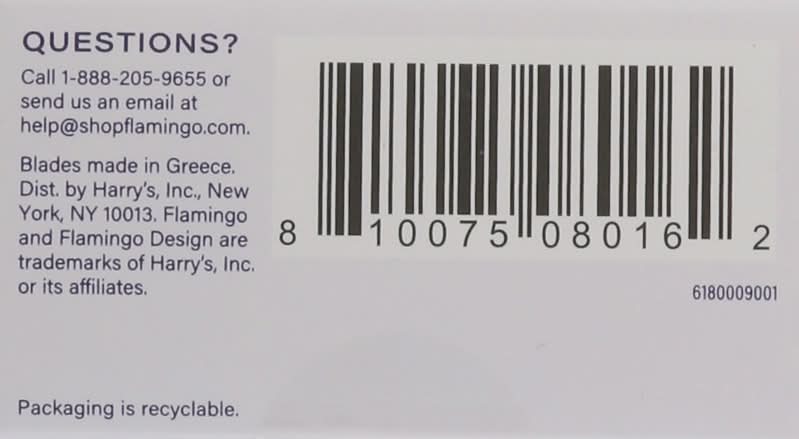 QUESTIONS?
Call 1-888-205-9655 or
send us an email at
help@shopflamingo.com.
Blades made in Greece.
Dist. by Harry's, Inc., New
York, NY 10013. Flamingo
and Flamingo Design are
trademarks of Harry's, Inc.
or its affiliates.
Packaging is recyclable.
8 10075 08016 2
6180009001